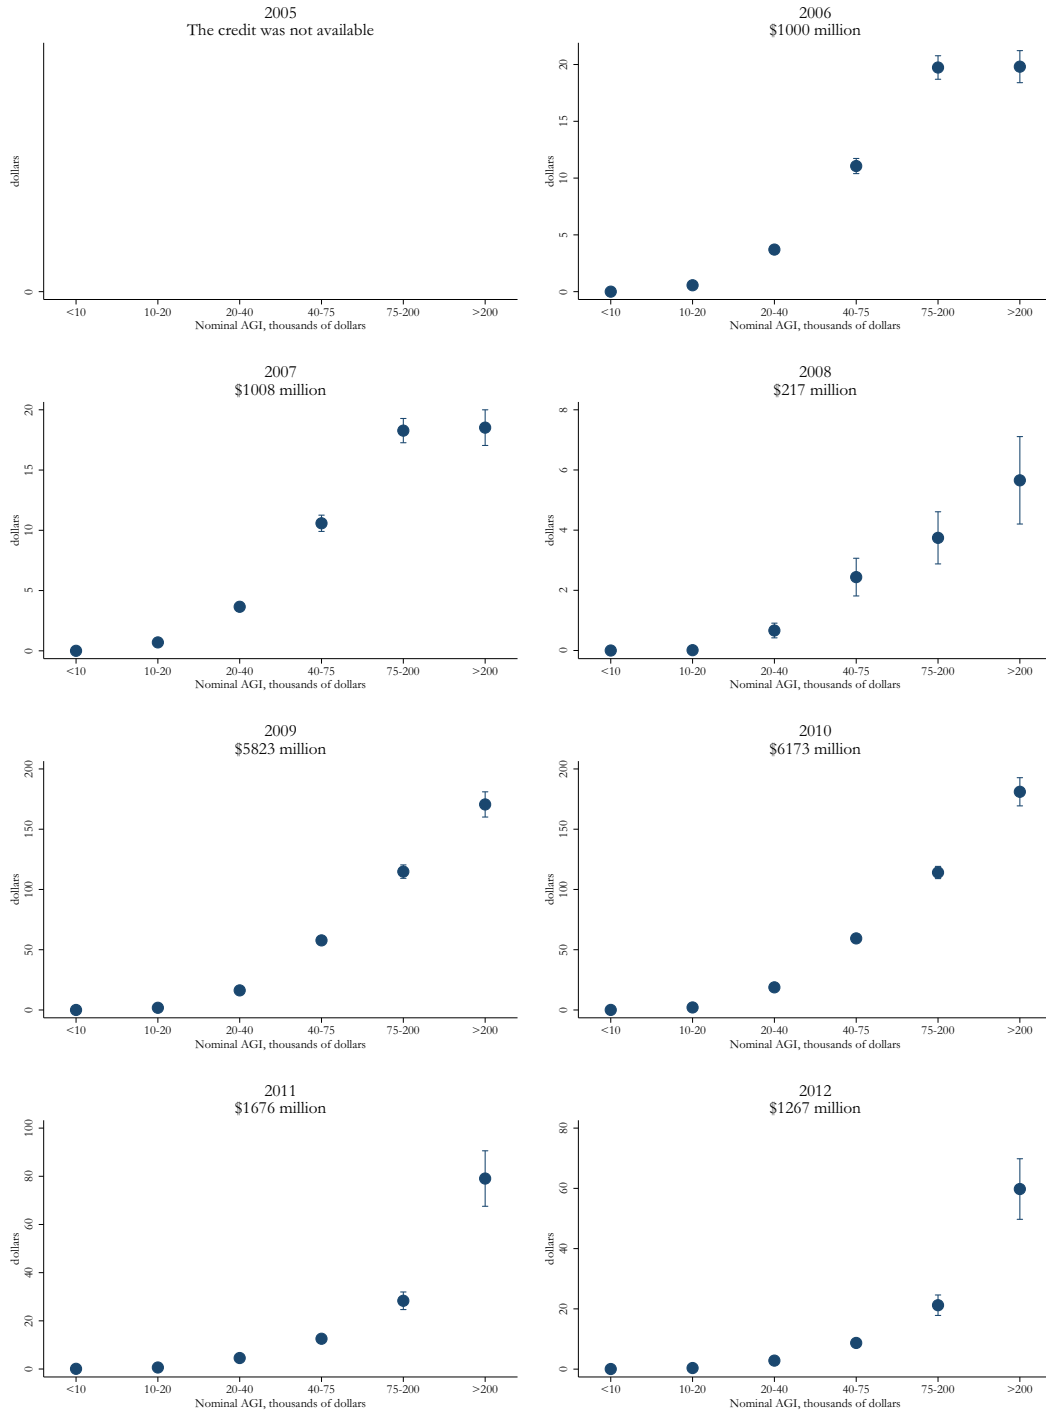 2005
The credit was not available
dollars
0
<10 10-20 20-40 40-75 75-200 >200
Nominal AGI, thousands of dollars
2006
$1000 million
dollars
0 5 10 15 20
<10 10-20 20-40 40-75 75-200 >200
Nominal AGI, thousands of dollars
2007
$1008 million
dollars
0 5 10 15 20
<10 10-20 20-40 40-75 75-200 >200
Nominal AGI, thousands of dollars
2008
$217 million
dollars
0 2 4 6 8
<10 10-20 20-40 40-75 75-200 >200
Nominal AGI, thousands of dollars
2009
$5823 million
dollars
0 50 100 150 200
<10 10-20 20-40 40-75 75-200 >200
Nominal AGI, thousands of dollars
2010
$6173 million
dollars
0 50 100 150 200
<10 10-20 20-40 40-75 75-200 >200
Nominal AGI, thousands of dollars
2011
$1676 million
dollars
0 20 40 60 80 100
<10 10-20 20-40 40-75 75-200 >200
Nominal AGI, thousands of dollars
2012
$1267 million
dollars
0 20 40 60 80
<10 10-20 20-40 40-75 75-200 >200
Nominal AGI, thousands of dollars